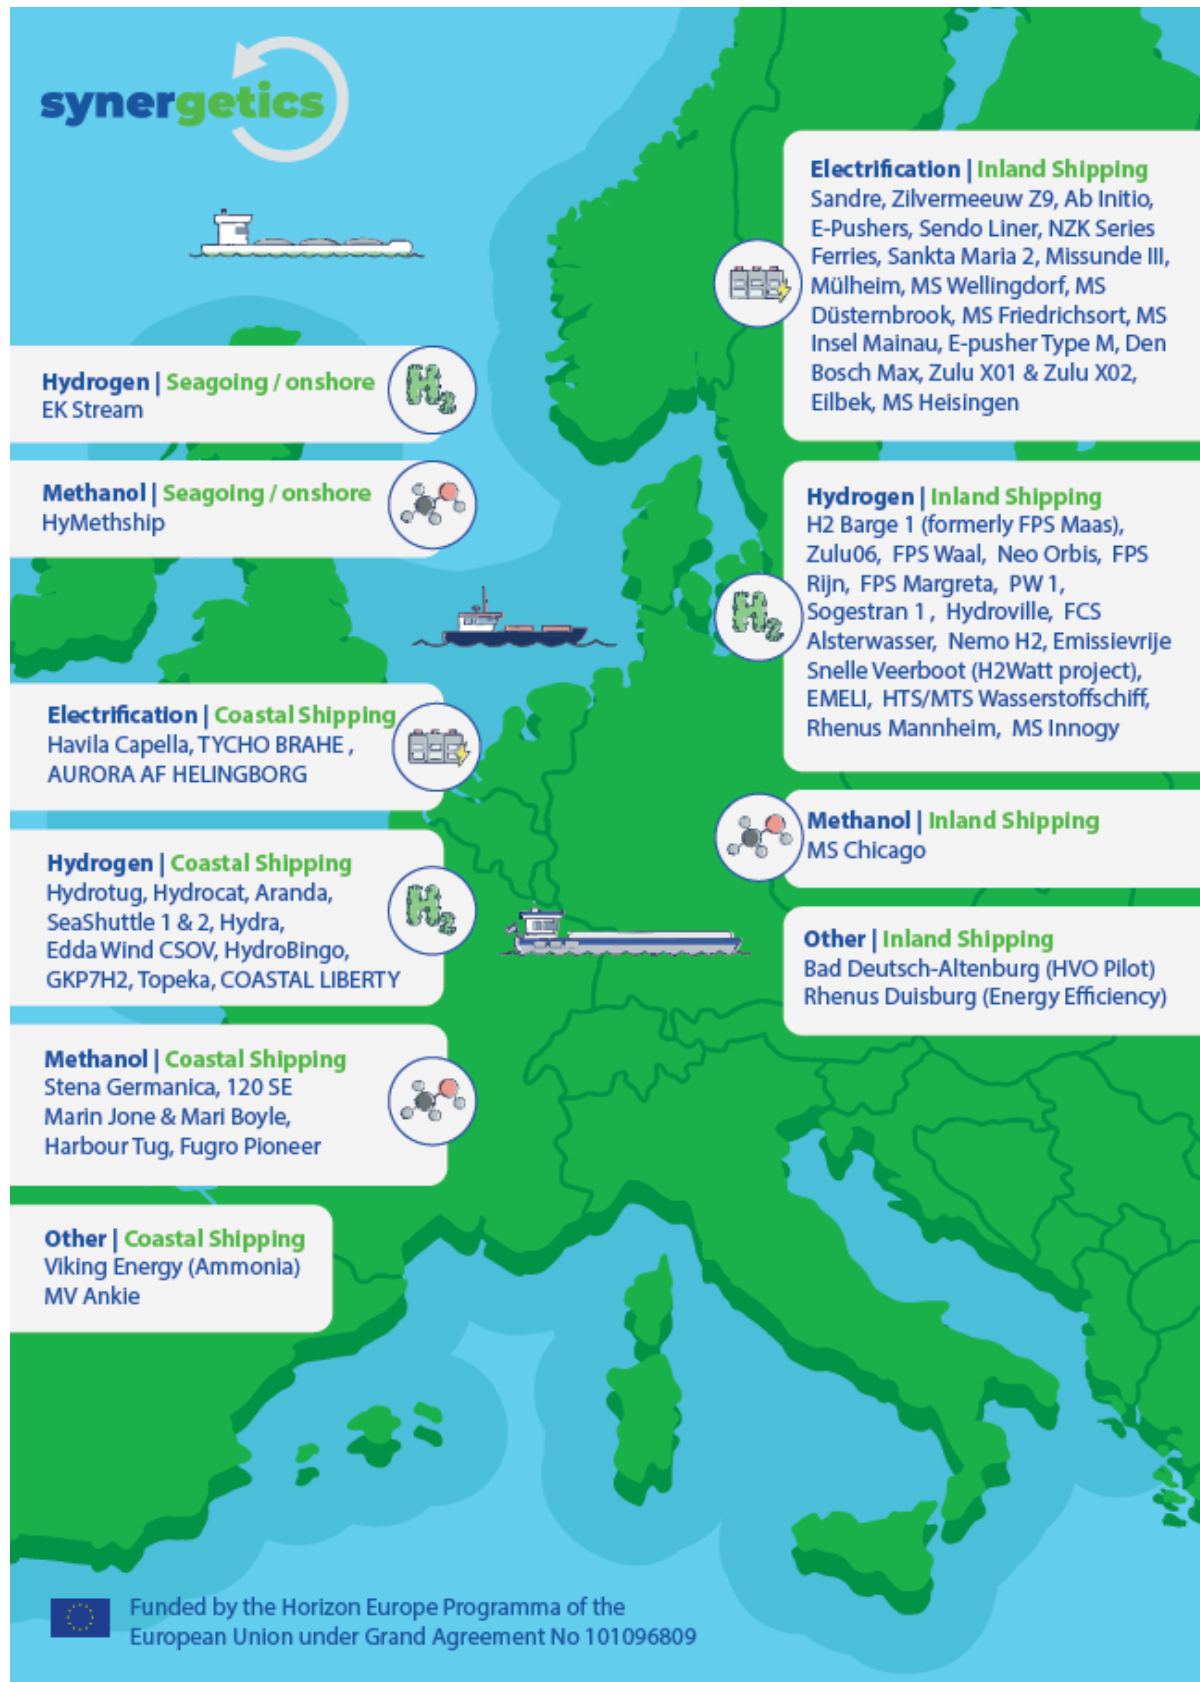 synergetics
Hydrogen | Seagoing / onshore
EK Stream
Methanol | Seagoing / onshore
HyMethship
Electrification | Coastal Shipping
Havila Capella, TYCHO BRAHE ,
AURORA AF HELINGBORG
Hydrogen | Coastal Shipping
Hydrotug, Hydrocat, Aranda,
SeaShuttle 1 & 2, Hydra,
Edda Wind CSOV, HydroBingo,
GKP7H2, Topeka, COASTAL LIBERTY
Methanol | Coastal Shipping
Stena Germanica, 120 SE
Marin Jone & Mari Boyle,
Harbour Tug, Fugro Pioneer
Other | Coastal Shipping
Viking Energy (Ammonia)
MV Ankie
Electrification | Inland Shipping
Sandre, Zilvermeeuw Z9, Ab Initio,
E-Pushers, Sendo Liner, NZK Series
Ferries, Sankta Maria 2, Missunde III,
Mülheim, MS Wellingdorf, MS
Düsternbrook, MS Friedrichsort, MS
Insel Mainau, E-pusher Type M, Den
Bosch Max, Zulu X01 & Zulu X02,
Eilbek, MS Heisingen
Hydrogen | Inland Shipping
H2 Barge 1 (formerly FPS Maas),
Zulu06, FPS Waal, Neo Orbis, FPS
Rijn, FPS Margreta, PW 1,
Sogestran 1 , Hydroville, FCS
Alsterwasser, Nemo H2, Emissievrije
Snelle Veerboot (H2Watt project),
EMELI, HTS/MTS Wasserstoffschiff,
Rhenus Mannheim, MS Innogy
Methanol | Inland Shipping
MS Chicago
Other | Inland Shipping
Bad Deutsch-Altenburg (HVO Pilot)
Rhenus Duisburg (Energy Efficiency)
H2
H2
H2
Funded by the Horizon Europe Programma of the
European Union under Grand Agreement No 101096809